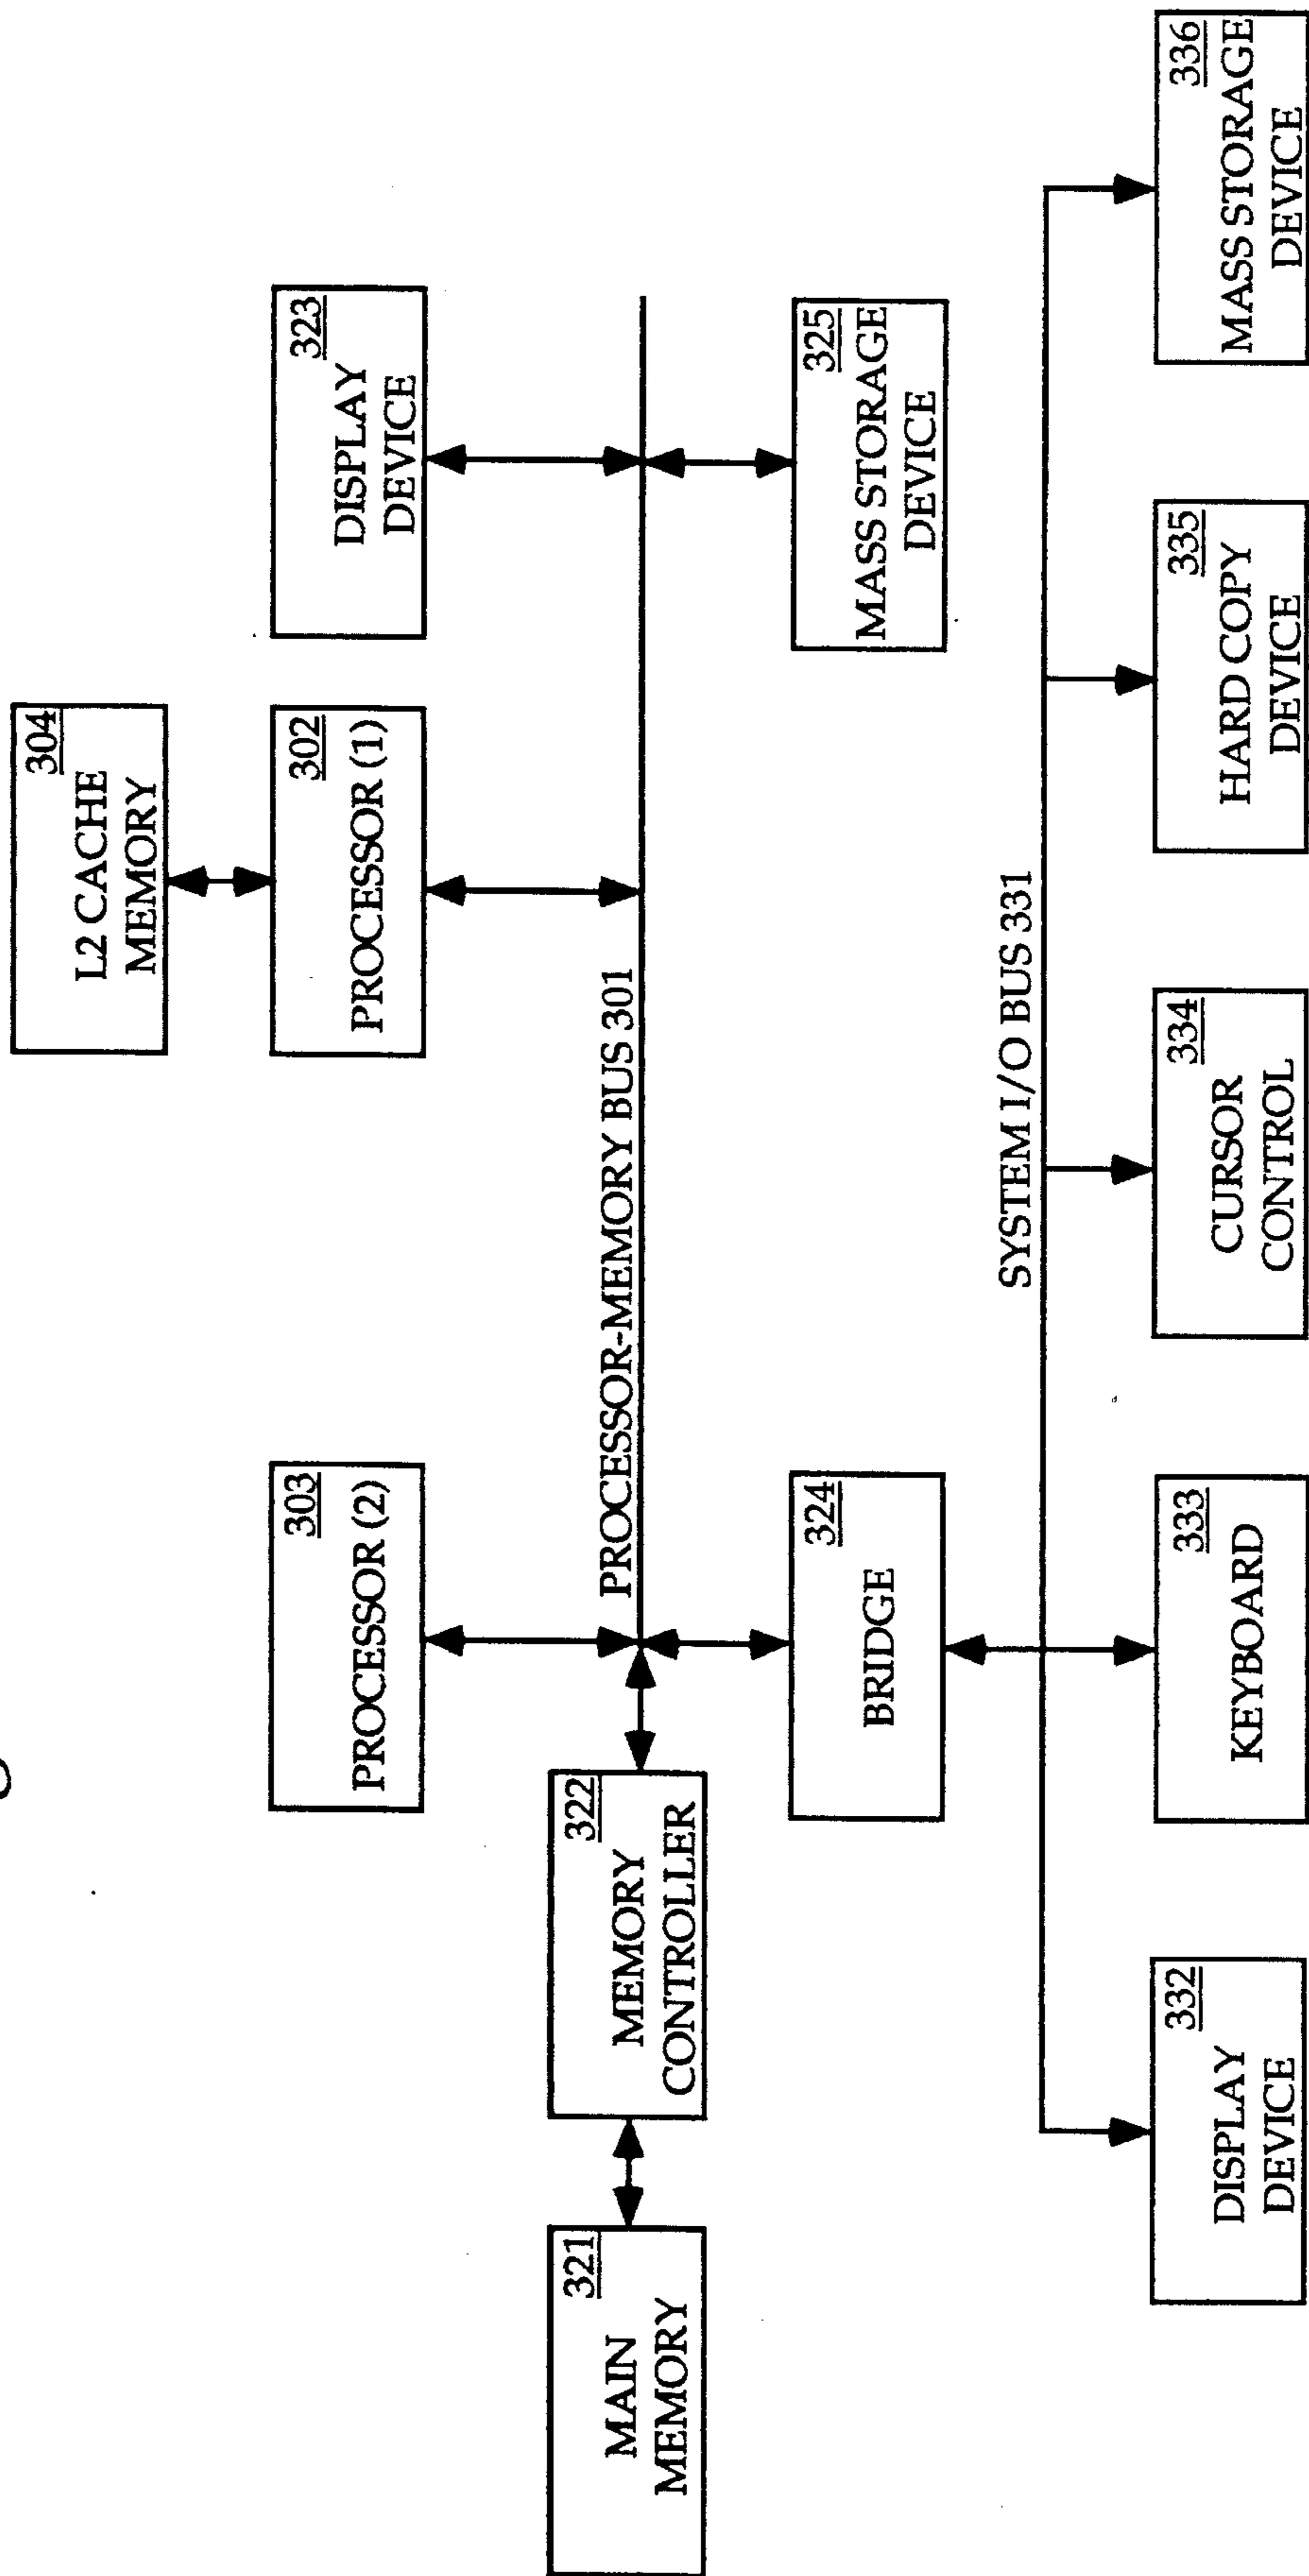 304
L2 CACHE
MEMORY
303
PROCESSOR (2)
302
PROCESSOR (1)
323
DISPLAY
DEVICE
321
MAIN
MEMORY
322
MEMORY
CONTROLLER
PROCESSOR-MEMORY BUS 301
324
BRIDGE
325
MASS STORAGE
DEVICE
SYSTEM I/O BUS 331
332
DISPLAY
DEVICE
333
KEYBOARD
334
CURSOR
CONTROL
335
HARD COPY
DEVICE
336
MASS STORAGE
DEVICE